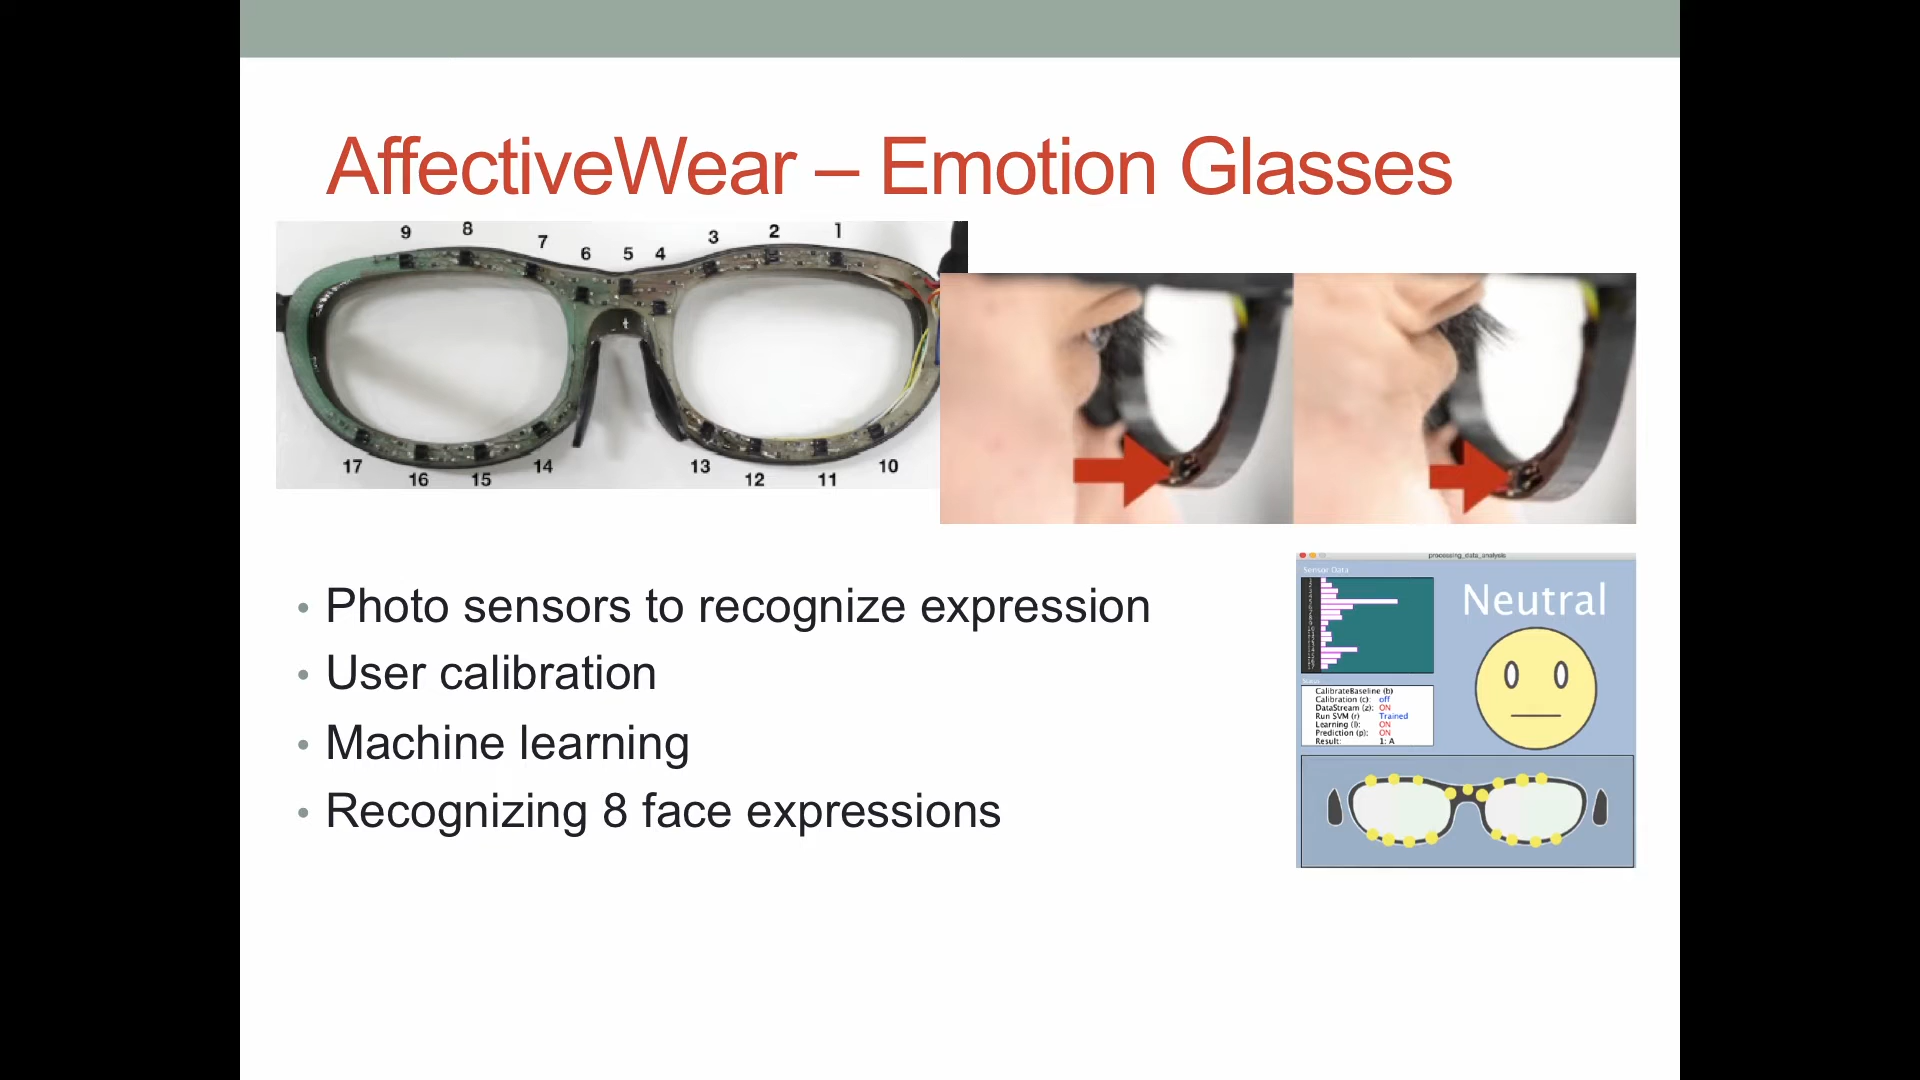 AffectiveWear – Emotion Glasses
9 8 7 6 5 4 3 2 1
17 16 15 14 13 12 11 10
• Photo sensors to recognize expression
• User calibration
• Machine learning
• Recognizing 8 face expressions
processing_data_analysis
Sensor Data
Neutral
Status
CalibrateBaseline (b)
Calibration (c): off
DataStream (z): ON
Run SVM (r) Trained
Learning (l): ON
Prediction (p): ON
Result: 1: A